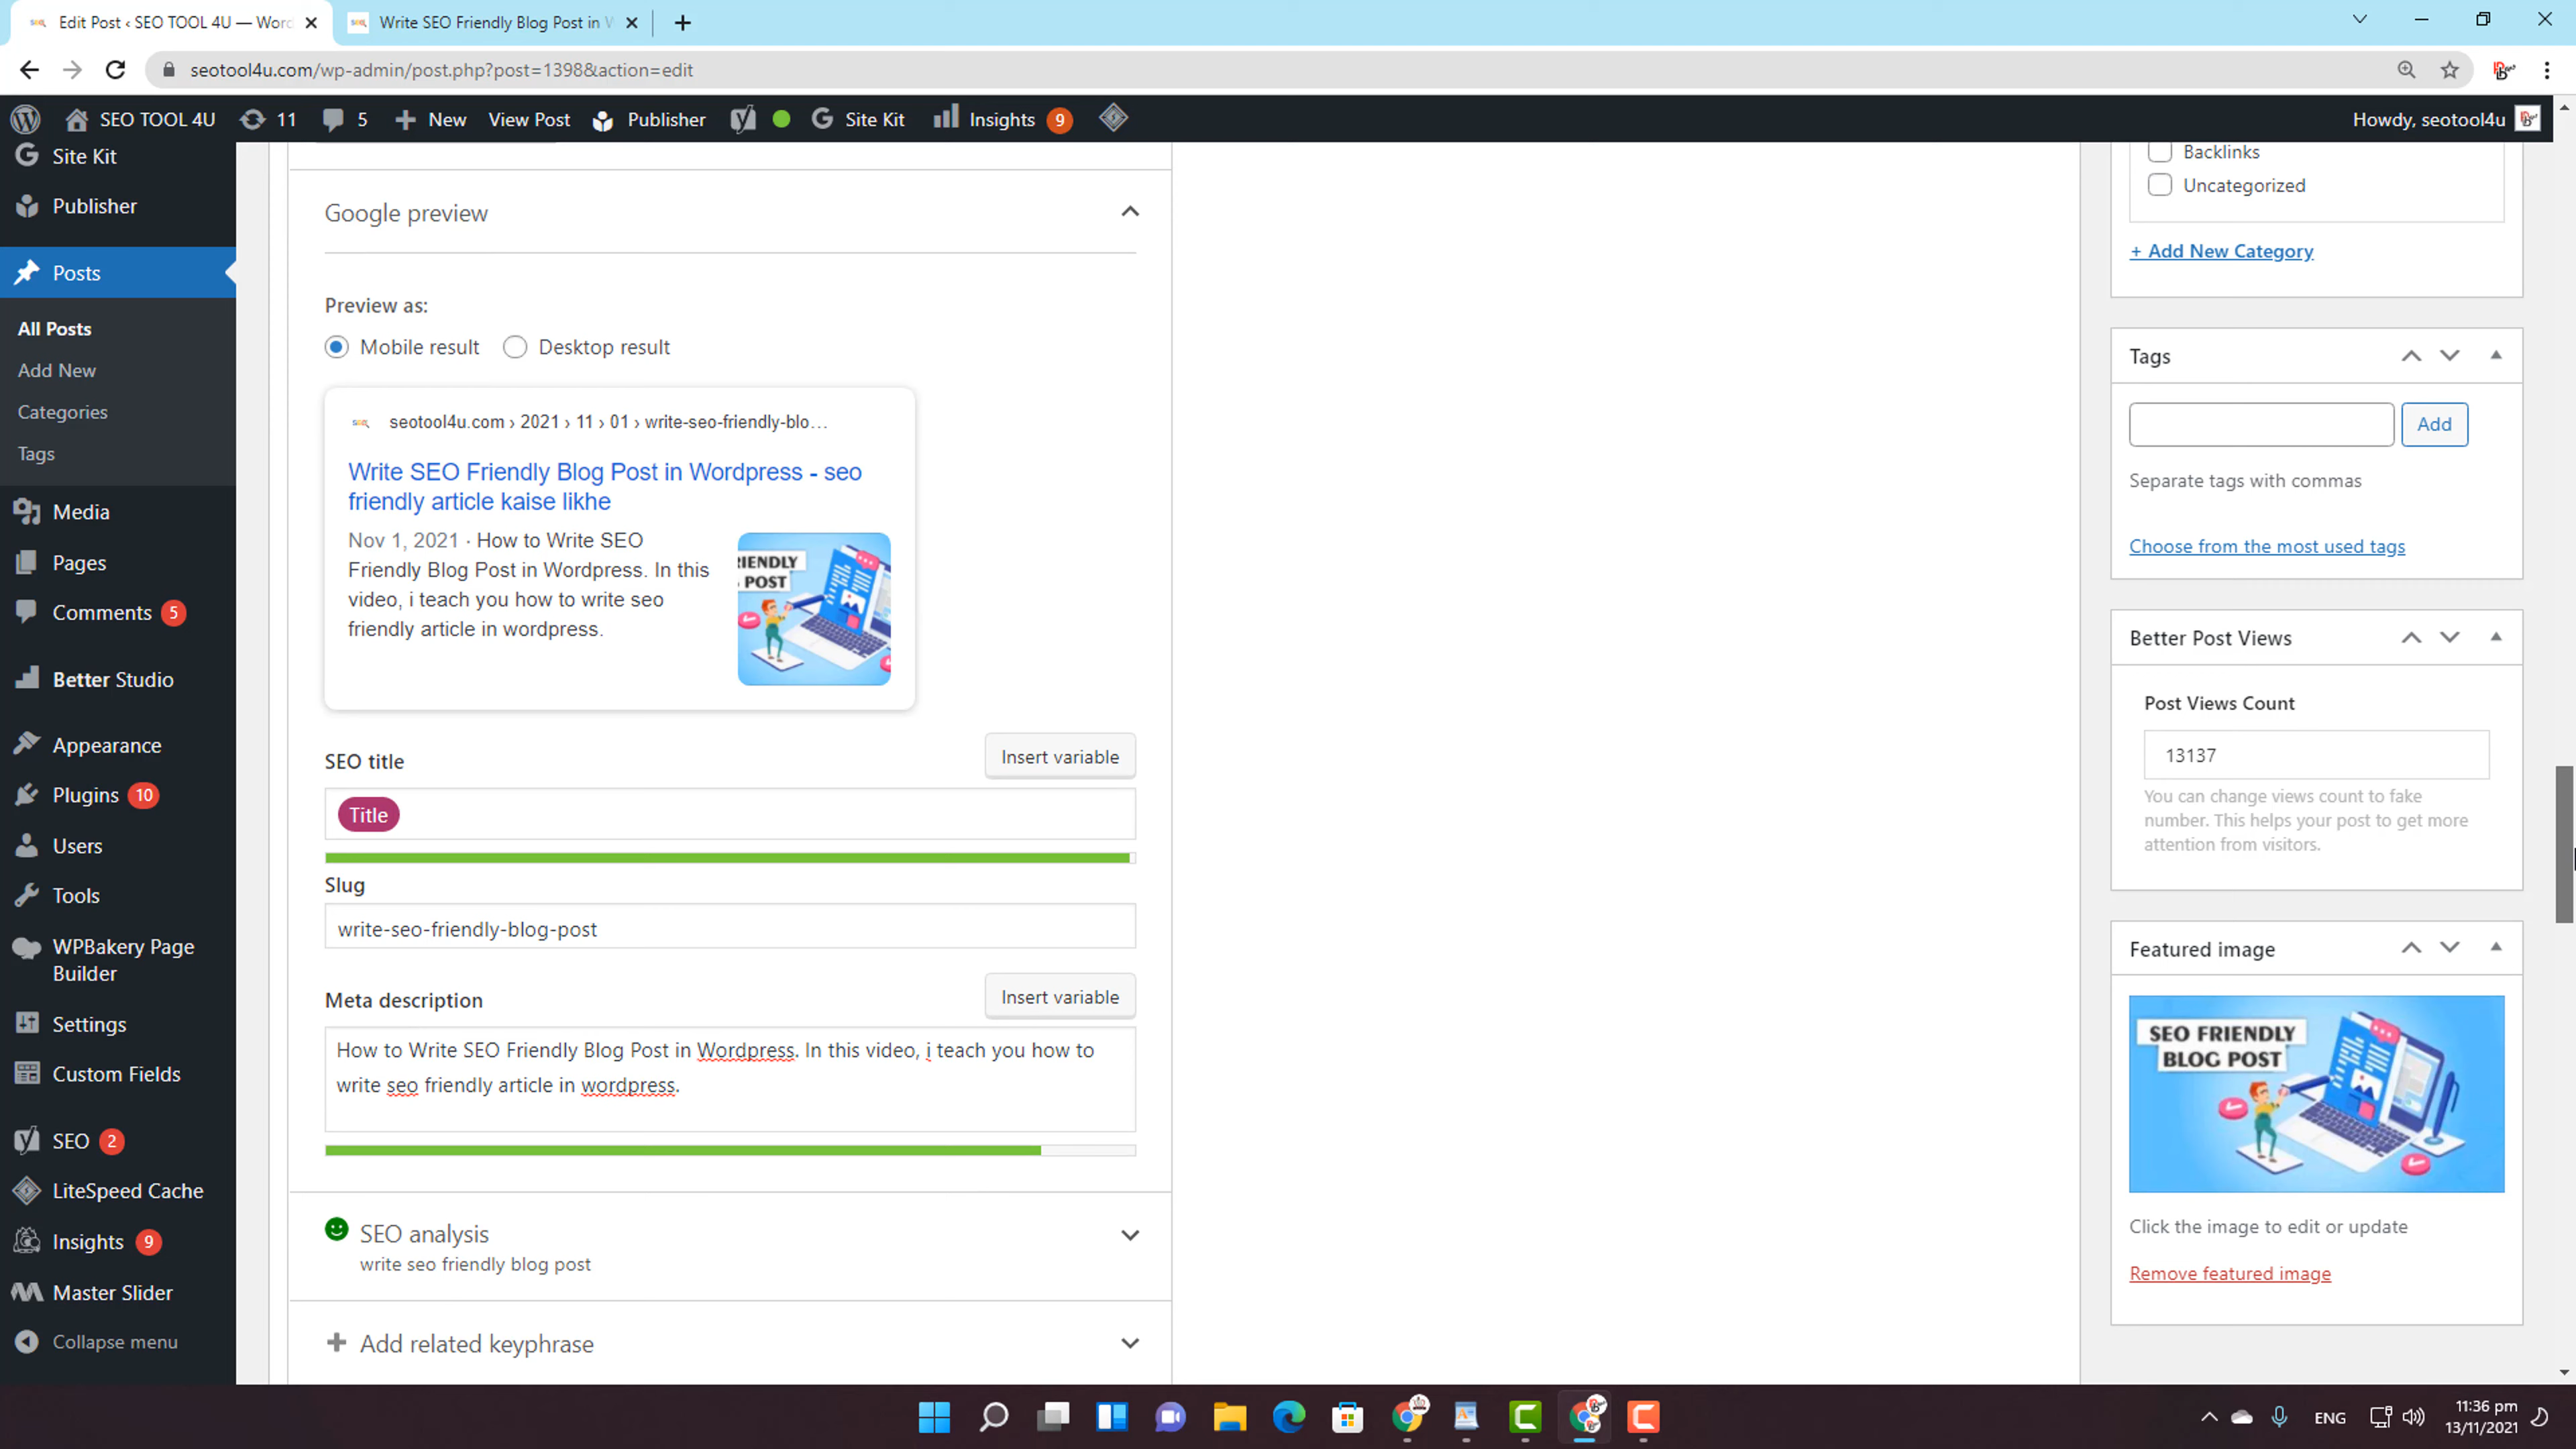 Edit Post ‹ SEO TOOL 4U — Word
Write SEO Friendly Blog Post in W
seotool4u.com/wp-admin/post.php?post=1398&action=edit
SEO TOOL 4U
11
5
New
View Post
Publisher
Site Kit
Insights
9
Howdy, seotool4u
Site Kit
Publisher
Posts
All Posts
Add New
Categories
Tags
Media
Pages
Comments 5
Better Studio
Appearance
Plugins 10
Users
Tools
WPBakery Page
Builder
Settings
Custom Fields
SEO 2
LiteSpeed Cache
Insights 9
Master Slider
Collapse menu
Google preview
Preview as:
Mobile result
Desktop result
seotool4u.com › 2021 › 11 › 01 › write-seo-friendly-blo…
Write SEO Friendly Blog Post in Wordpress - seo
friendly article kaise likhe
Nov 1, 2021 · How to Write SEO
Friendly Blog Post in Wordpress. In this
video, i teach you how to write seo
friendly article in wordpress.
IENDLY
POST
SEO title
Insert variable
Title
Slug
write-seo-friendly-blog-post
Meta description
Insert variable
How to Write SEO Friendly Blog Post in Wordpress. In this video, i teach you how to
write seo friendly article in wordpress.
SEO analysis
write seo friendly blog post
+ Add related keyphrase
Backlinks
Uncategorized
+ Add New Category
Tags
Add
Separate tags with commas
Choose from the most used tags
Better Post Views
Post Views Count
13137
You can change views count to fake
number. This helps your post to get more
attention from visitors.
Featured image
SEO FRIENDLY
BLOG POST
Click the image to edit or update
Remove featured image
ENG
11:36 pm
13/11/2021